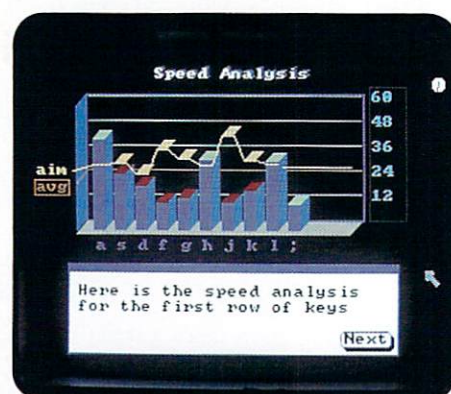 Speed Analysis
60
48
36
24
12
aim
avg
a s d f g h j k l ;
Here is the speed analysis
for the first row of keys
Next